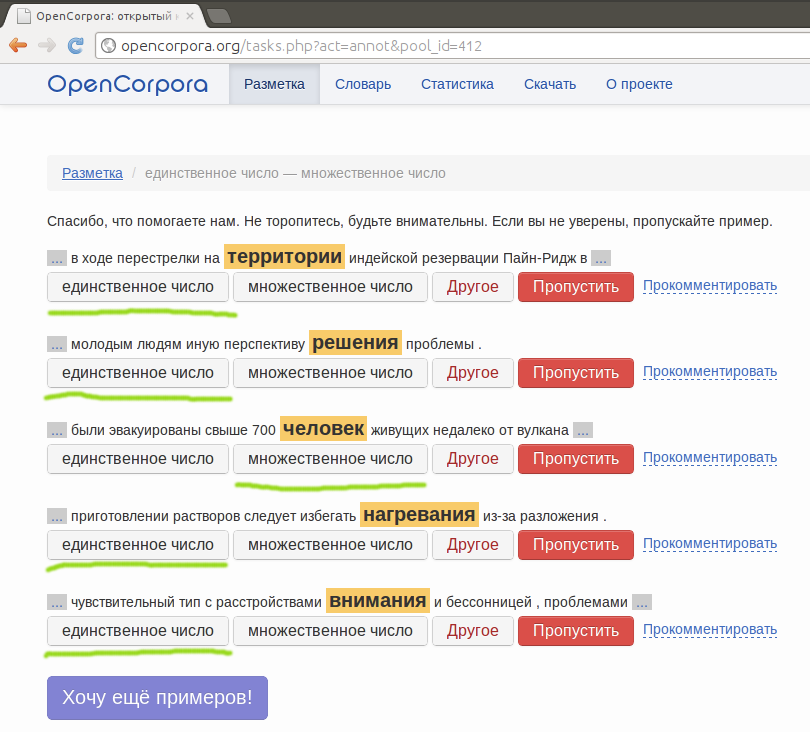 OpenCorpora: открытый к
opencorpora.org/tasks.php?act=annot&pool_id=412
OpenCorpora Разметка Словарь Статистика Скачать О проекте
Разметка / единственное число — множественное число
Спасибо, что помогаете нам. Не торопитесь, будьте внимательны. Если вы не уверены, пропускайте пример.
... в ходе перестрелки на территории индейской резервации Пайн-Ридж в ...
единственное число множественное число Другое Пропустить Прокомментировать
... молодым людям иную перспективу решения проблемы .
единственное число множественное число Другое Пропустить Прокомментировать
... были эвакуированы свыше 700 человек живущих недалеко от вулкана ...
единственное число множественное число Другое Пропустить Прокомментировать
... приготовлении растворов следует избегать нагревания из-за разложения .
единственное число множественное число Другое Пропустить Прокомментировать
... чувствительный тип с расстройствами внимания и бессонницей , проблемами ...
единственное число множественное число Другое Пропустить Прокомментировать
Хочу ещё примеров!